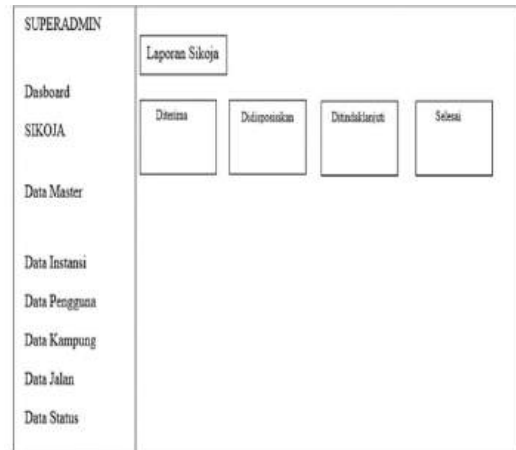 SUPERADMIN
Dasboard
SIKOJA
Data Master
Data Instansi
Data Pengguna
Data Kampung
Data Jalan
Data Status
Laporan Sikoja
Diterima
Didisposisikan
Ditindaklanjuti
Selesai